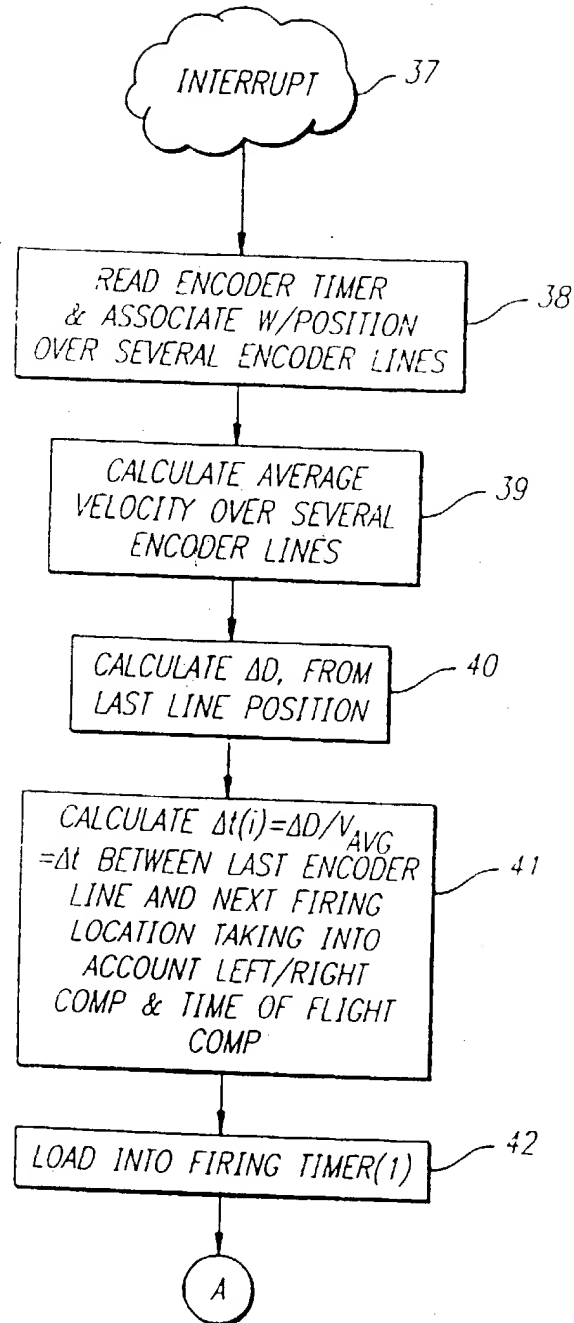 INTERRUPT
37
READ ENCODER TIMER
& ASSOCIATE W/POSITION
OVER SEVERAL ENCODER LINES
38
CALCULATE AVERAGE
VELOCITY OVER SEVERAL
ENCODER LINES
39
CALCULATE ΔD, FROM
LAST LINE POSITION
40
CALCULATE Δt(i)=ΔD/VAVG
=Δt BETWEEN LAST ENCODER
LINE AND NEXT FIRING
LOCATION TAKING INTO
ACCOUNT LEFT/RIGHT
COMP & TIME OF FLIGHT
COMP
41
LOAD INTO FIRING TIMER(1)
42
A